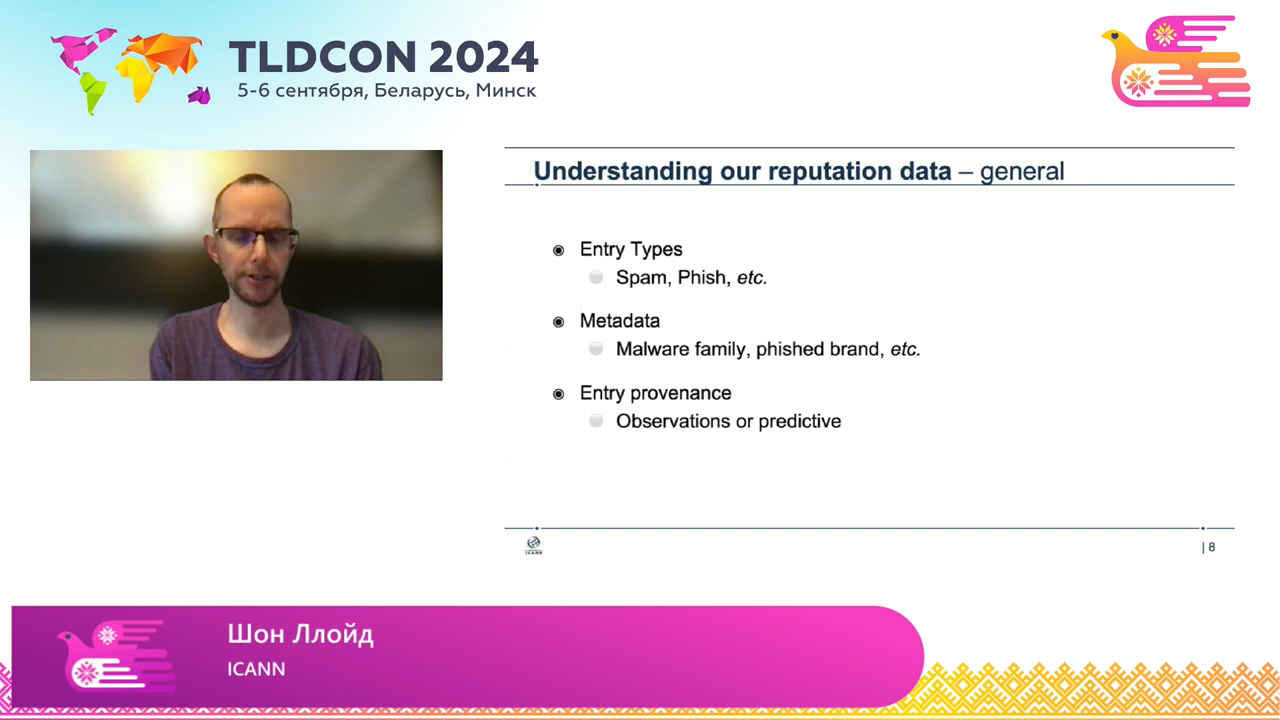 TLDCON 2024
5-6 сентября, Беларусь, Минск
Understanding our reputation data – general
Entry Types
Spam, Phish, etc.
Metadata
Malware family, phished brand, etc.
Entry provenance
Observations or predictive
ICANN
| 8
Шон Ллойд
ICANN